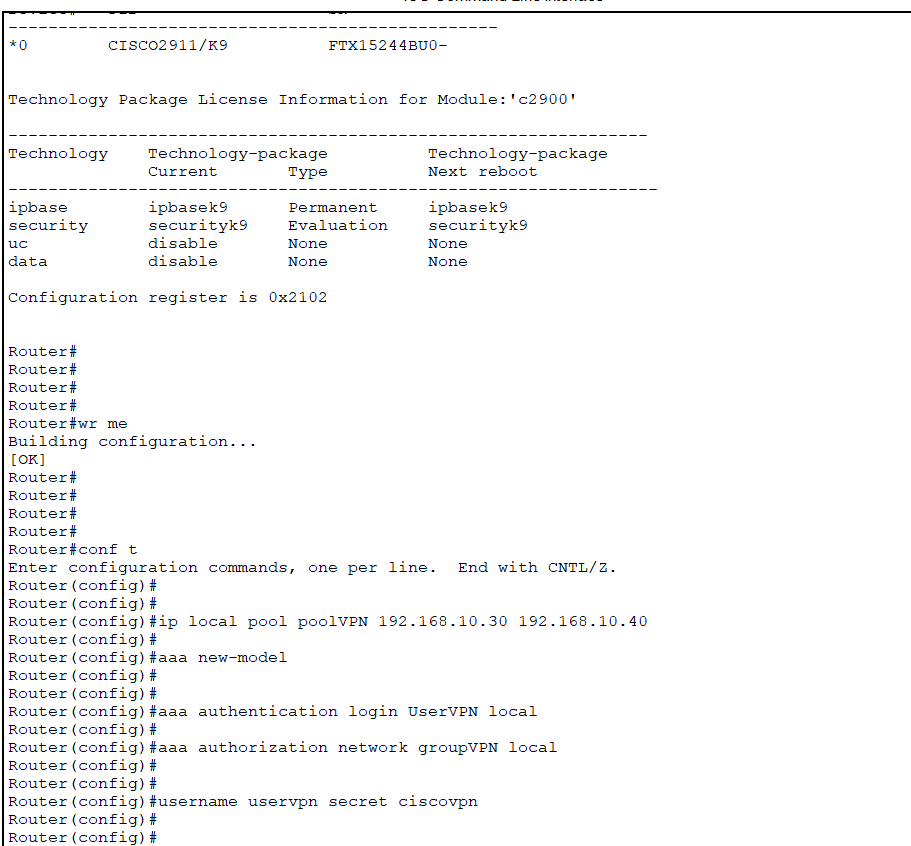 *0        CISCO2911/K9          FTX15244BU0-
Technology Package License Information for Module:'c2900'
----------------------------------------------------------------
Technology    Technology-package          Technology-package
              Current       Type          Next reboot
-----------------------------------------------------------------
ipbase        ipbasek9      Permanent     ipbasek9
security      securityk9    Evaluation    securityk9
uc            disable       None          None
data          disable       None          None
Configuration register is 0x2102
Router#
Router#
Router#
Router#
Router#wr me
Building configuration...
[OK]
Router#
Router#
Router#
Router#
Router#conf t
Enter configuration commands, one per line.  End with CNTL/Z.
Router(config)#
Router(config)#
Router(config)#ip local pool poolVPN 192.168.10.30 192.168.10.40
Router(config)#
Router(config)#aaa new-model
Router(config)#
Router(config)#
Router(config)#aaa authentication login UserVPN local
Router(config)#
Router(config)#aaa authorization network groupVPN local
Router(config)#
Router(config)#
Router(config)#username uservpn secret ciscovpn
Router(config)#
Router(config)#